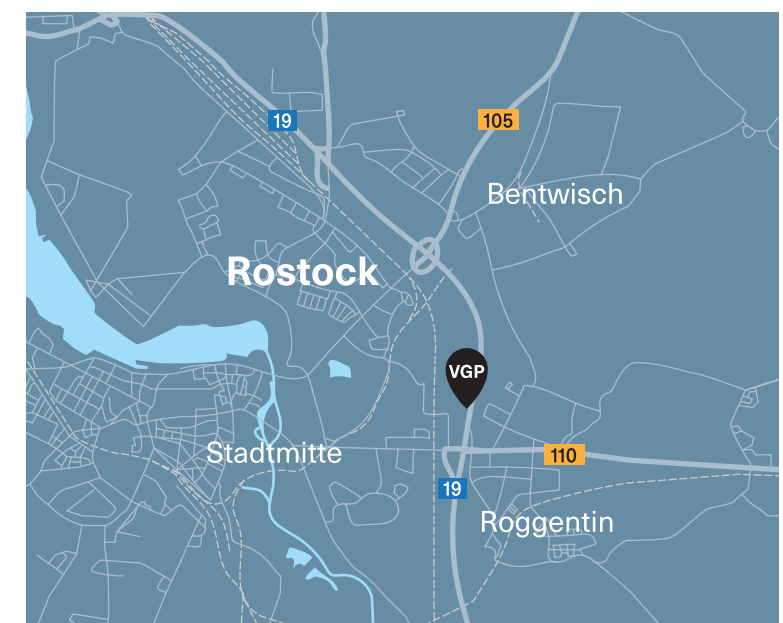 19
105
Bentwisch
Rostock
VGP
Stadtmitte
110
19
Roggentin